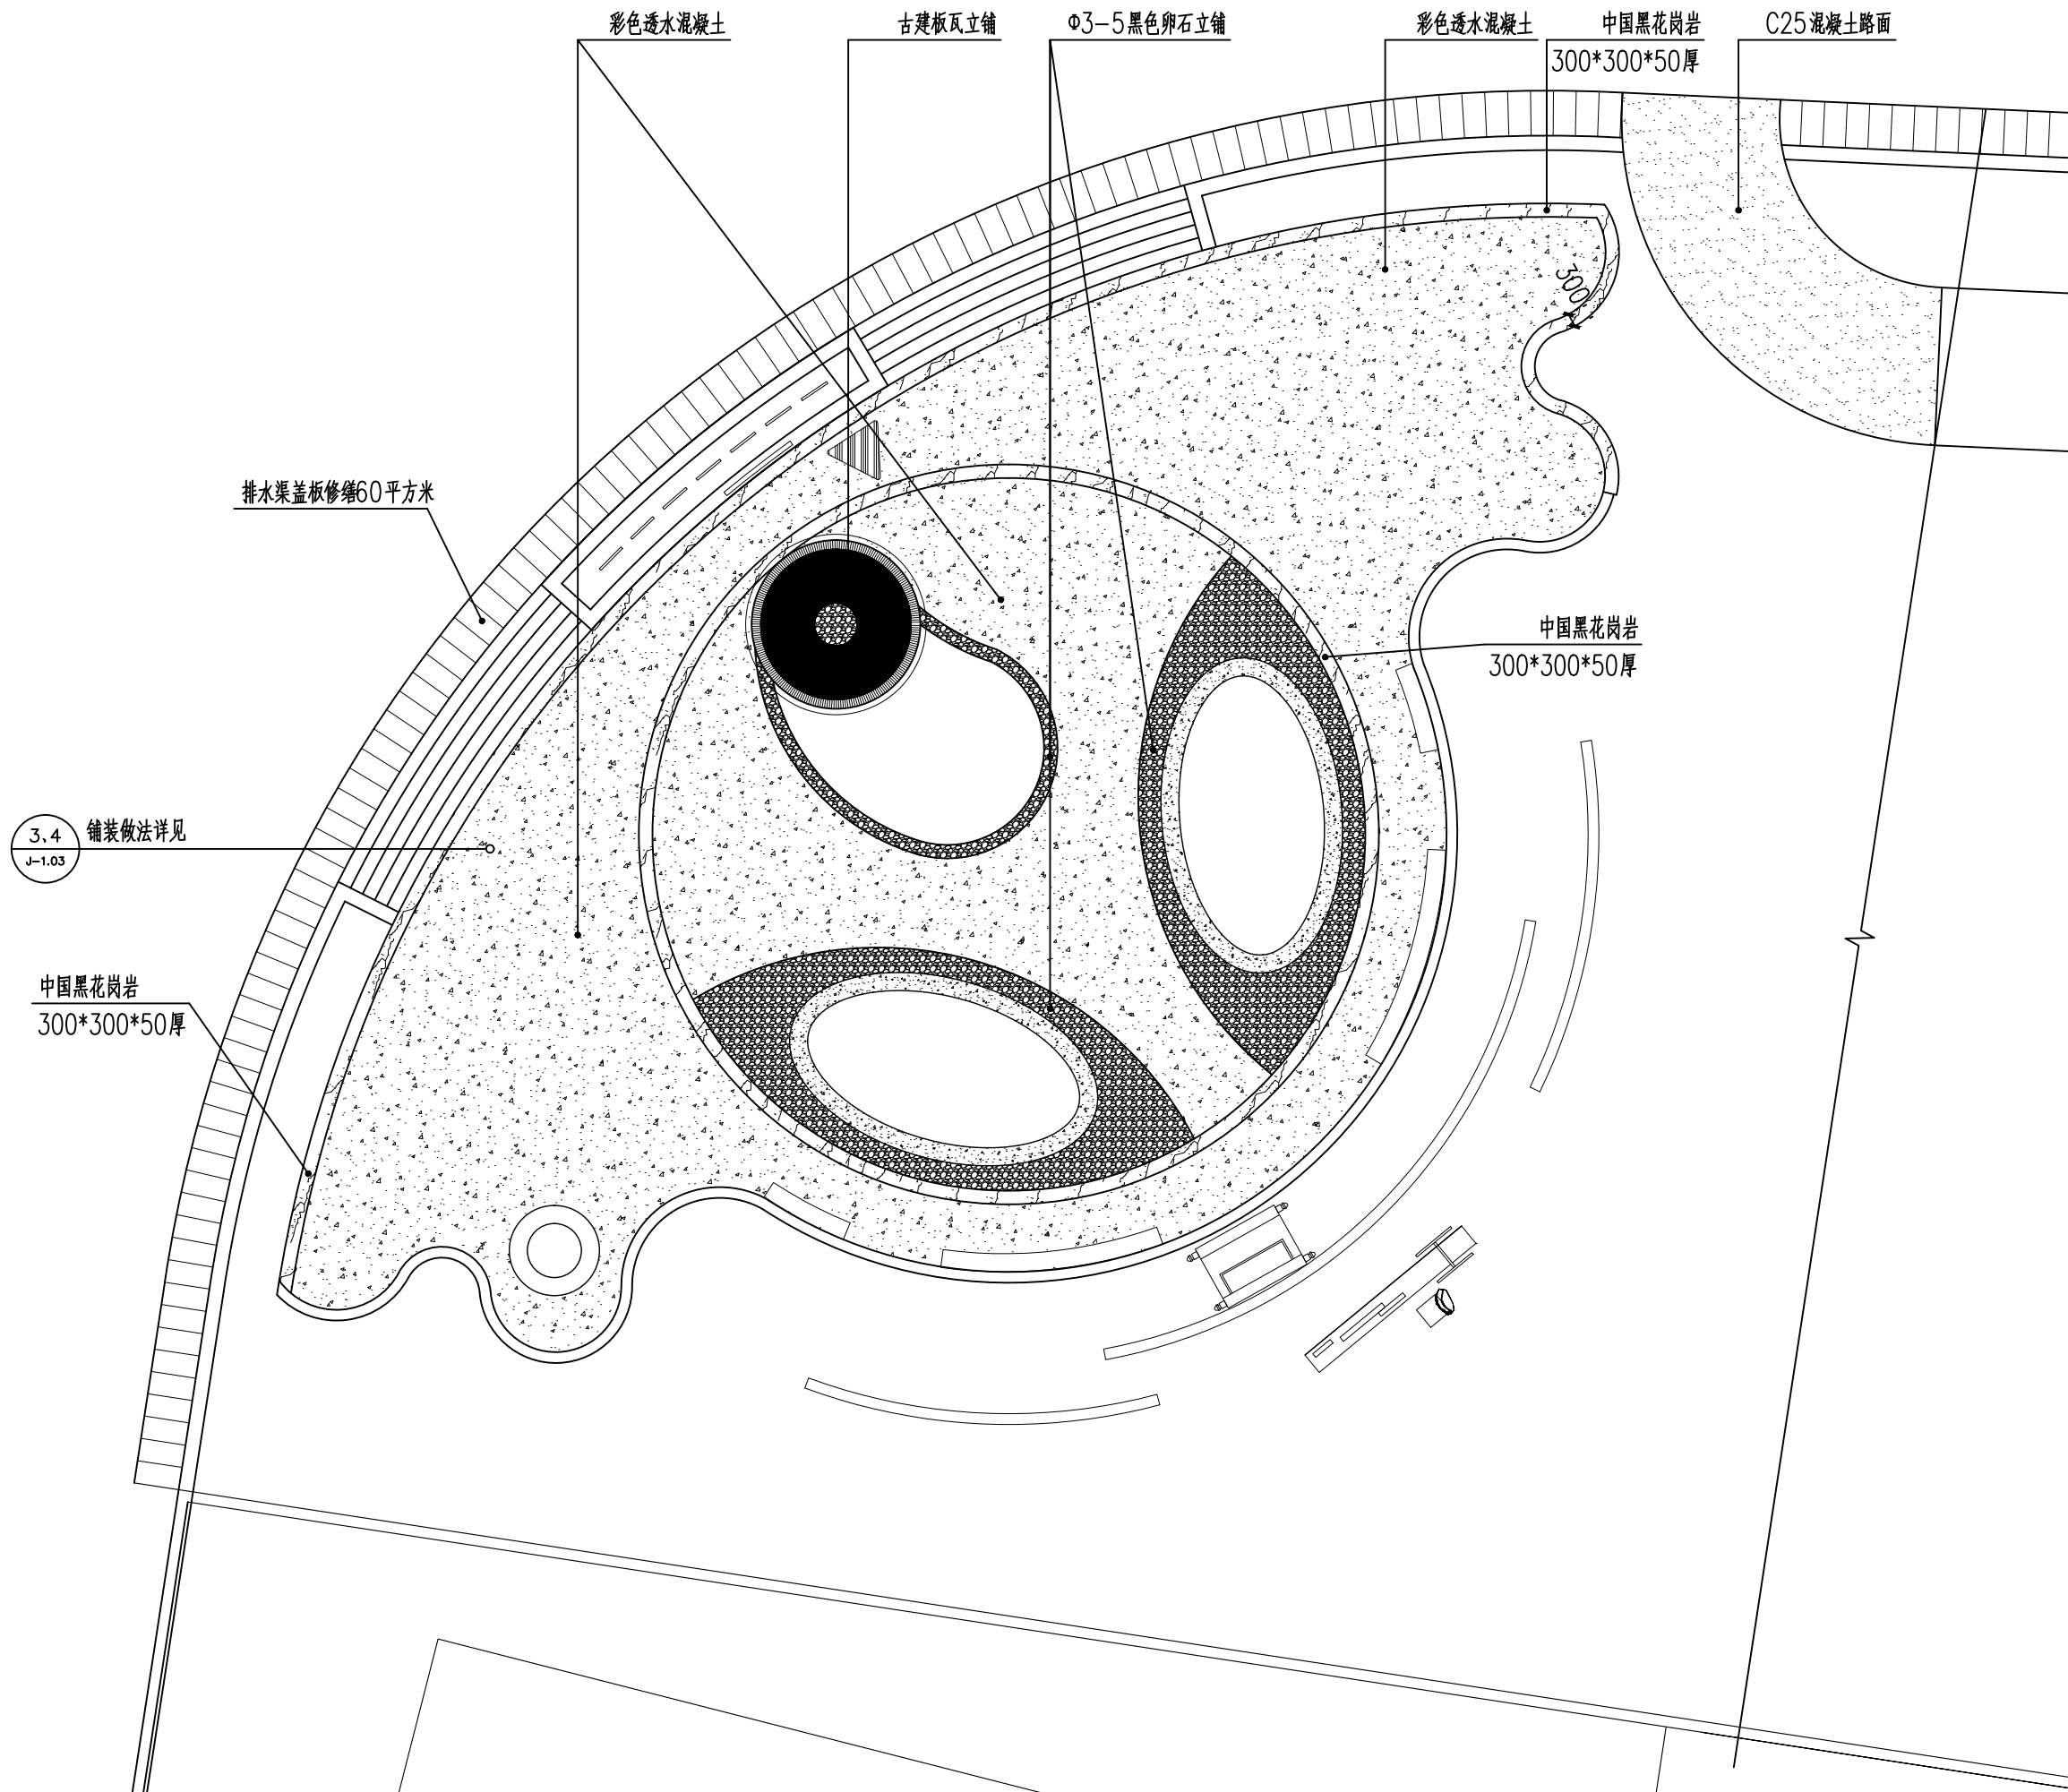 彩色透水混凝土
古建板瓦立铺
Φ3-5黑色卵石立铺
彩色透水混凝土
中国黑花岗岩
300*300*50厚
C25混凝土路面
300
排水渠盖板修缮60平方米
中国黑花岗岩
300*300*50厚
3,4
J-1.03
铺装做法详见
中国黑花岗岩
300*300*50厚